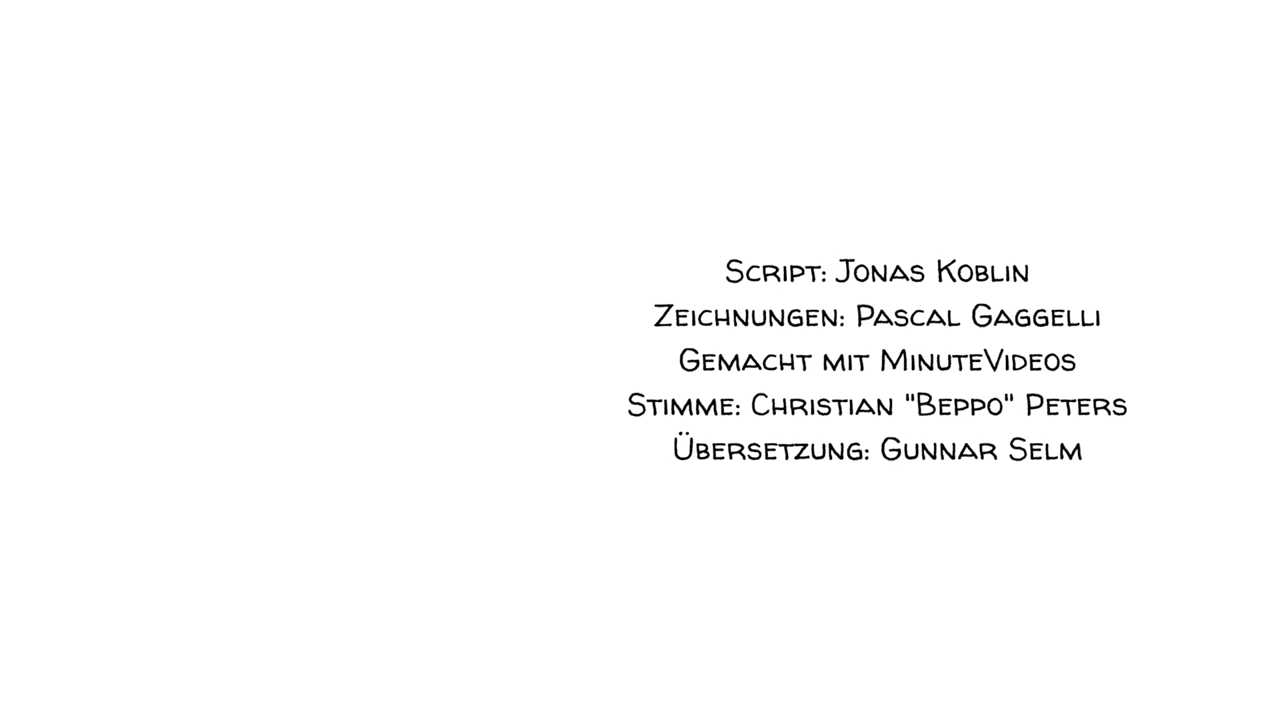 Script: Jonas Koblin
Zeichnungen: Pascal Gaggelli
Gemacht mit MinuteVideos
Stimme: Christian "Beppo" Peters
Übersetzung: Gunnar Selm